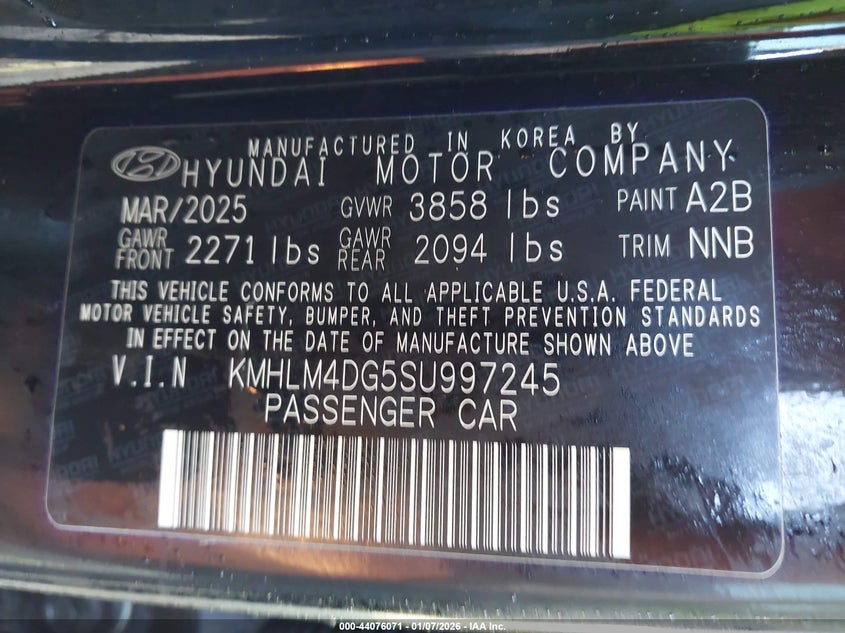 MANUFACTURED IN KOREA BY
HYUNDAI MOTOR COMPANY
MAR/2025 GVWR 3858 lbs PAINT A2B
GAWR FRONT 2271 lbs GAWR REAR 2094 lbs TRIM NNB
THIS VEHICLE CONFORMS TO ALL APPLICABLE U.S.A. FEDERAL
MOTOR VEHICLE SAFETY, BUMPER, AND THEFT PREVENTION STANDARDS
IN EFFECT ON THE DATE OF MANUFACTURE SHOWN ABOVE
V.I.N KMHLM4DG5SU997245
PASSENGER CAR
000-44076071 - 01/07/2026 - IAA Inc.